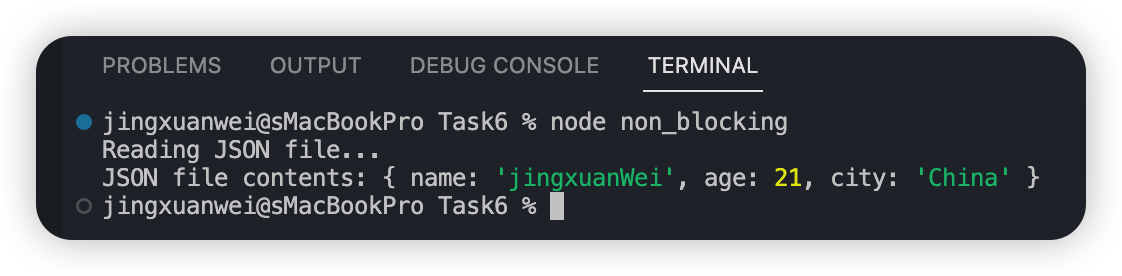 PROBLEMS OUTPUT DEBUG CONSOLE TERMINAL
jingxuanwei@sMacBookPro Task6 % node non_blocking
Reading JSON file...
JSON file contents: { name: 'jingxuanWei', age: 21, city: 'China' }
jingxuanwei@sMacBookPro Task6 %